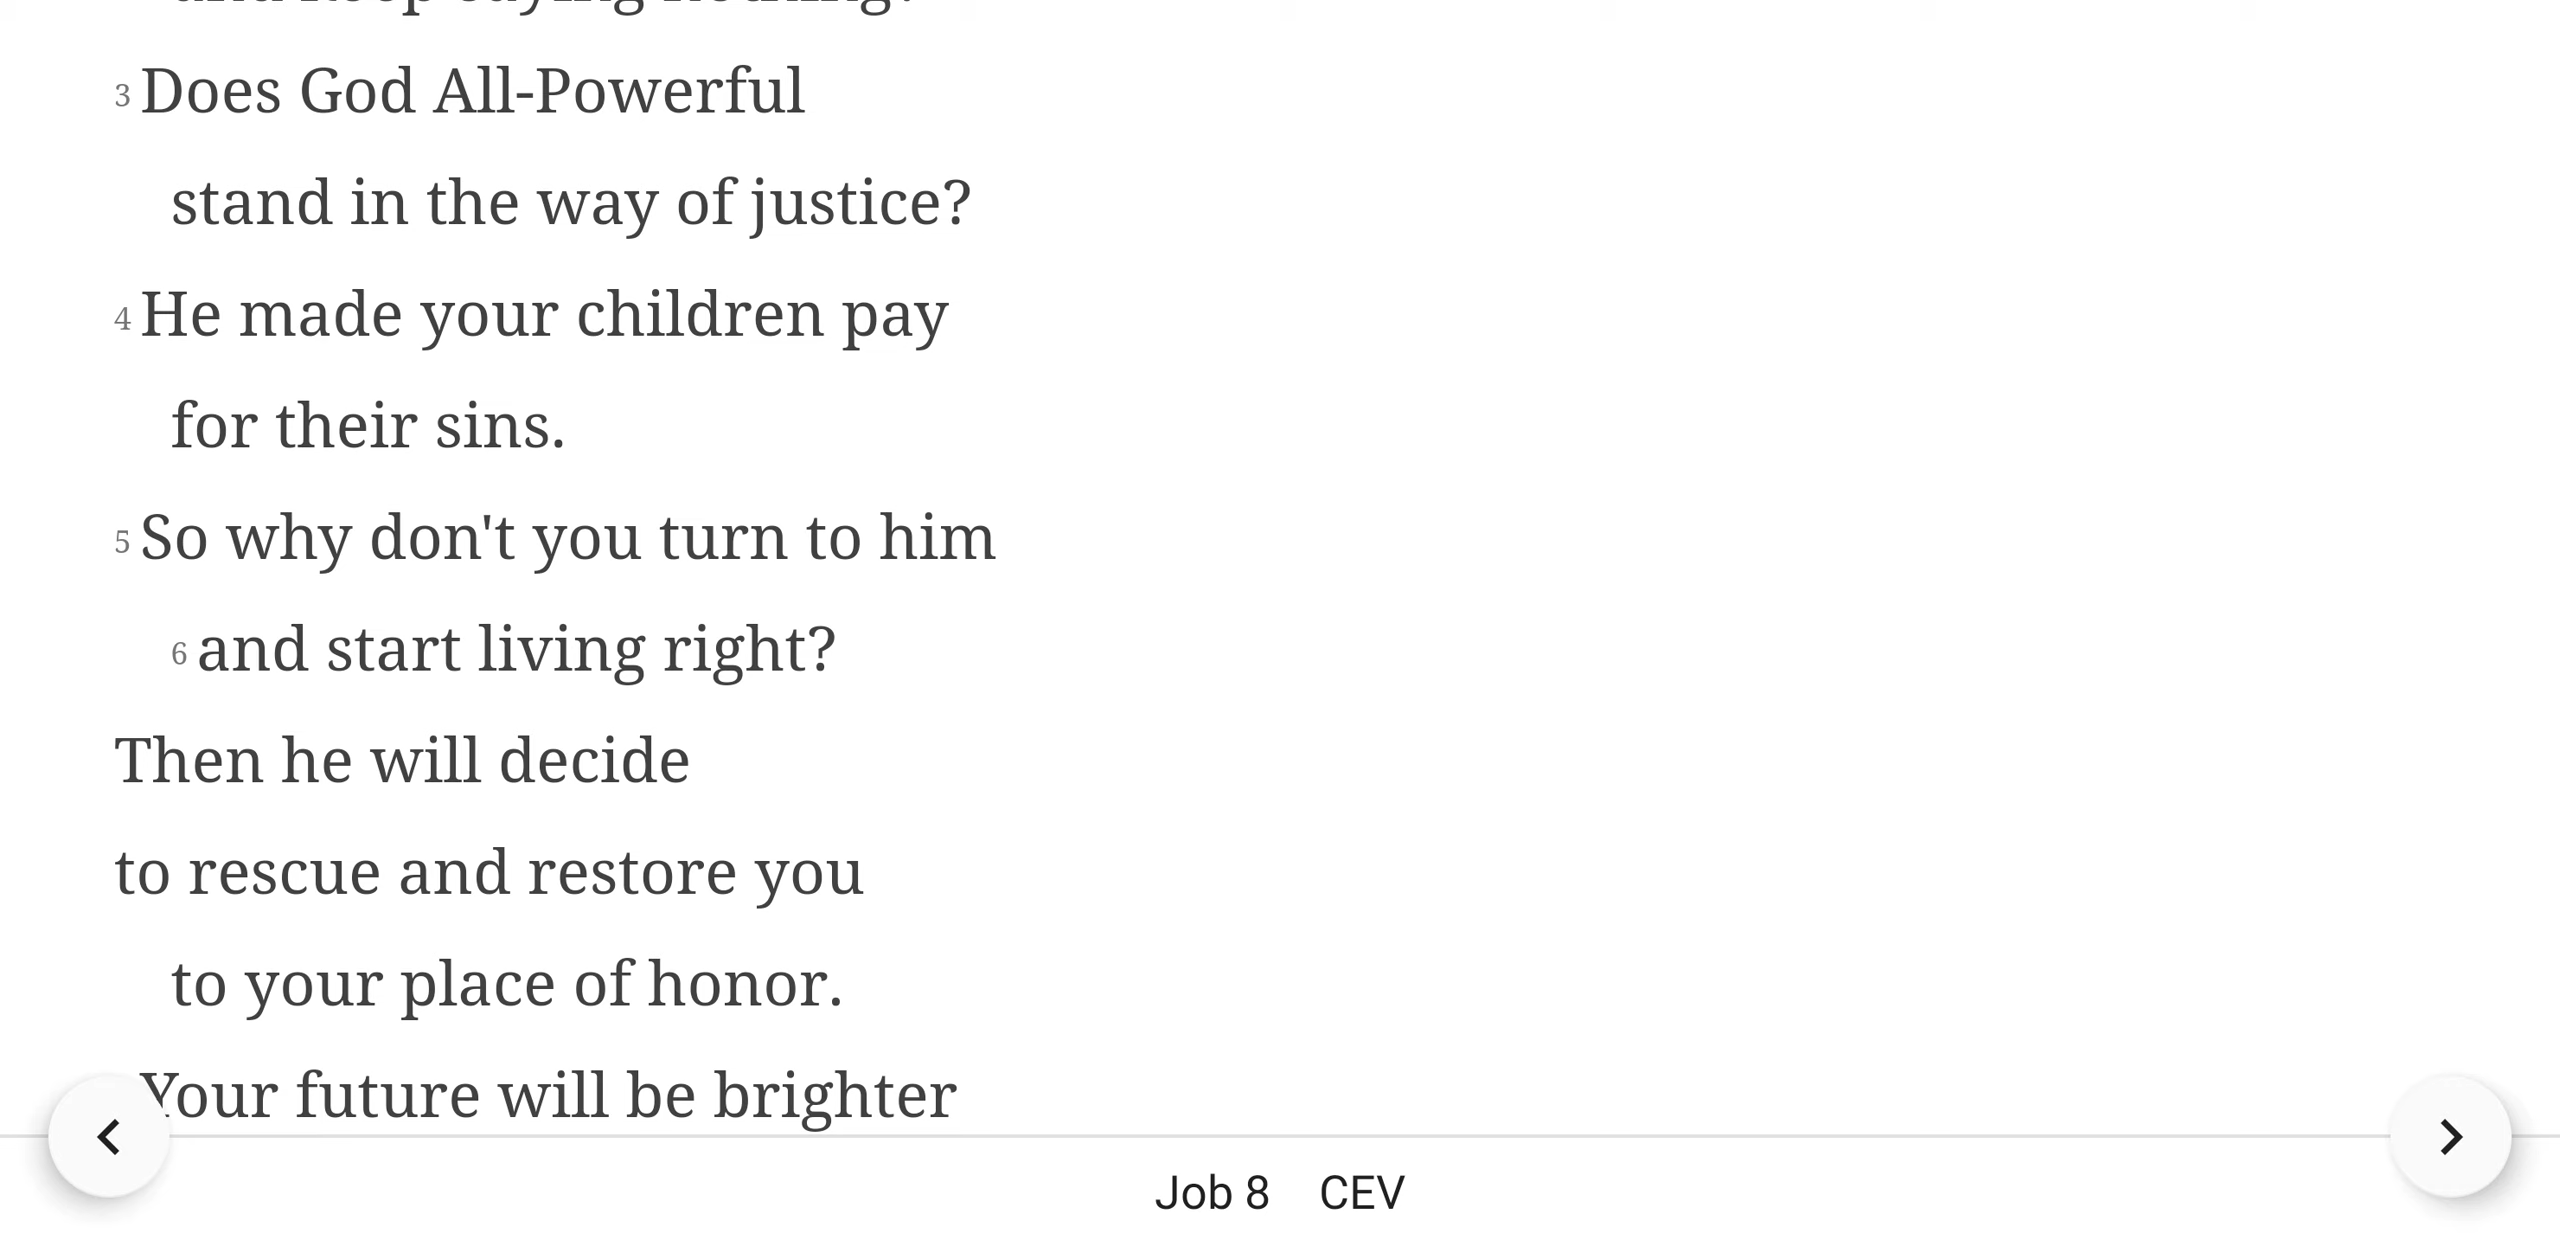 3 Does God All-Powerful
stand in the way of justice?
4 He made your children pay
for their sins.
5 So why don't you turn to him
6 and start living right?
Then he will decide
to rescue and restore you
to your place of honor.
Your future will be brighter
Job 8 CEV